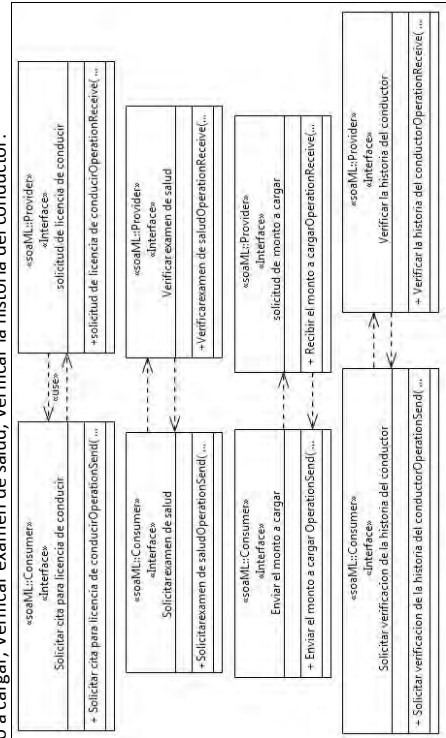 o a cargar, Verificar examen de salud, Verificar la historia del conductor.
«soaML::Consumer»
«Interface»
Solicitar cita para licencia de conducir
+ Solicitar cita para licencia de conducirOperationSend( ...
«use»
«soaML::Provider»
«Interface»
solicitud de licencia de conducir
+solicitud de licencia de conducirOperationReceive( ...
«soaML::Consumer»
«Interface»
Solicitarexamen de salud
+Solicitarexamen de saludOperationSend( ...
«soaML::Provider»
«Interface»
Verificar examen de salud
+Verificarexamen de saludOperationReceive(...
«soaML::Consumer»
«Interface»
Enviar el monto a cargar
+ Enviar el monto a cargar OperationSend( ...
«soaML::Provider»
«Interface»
solicitud de monto a cargar
+ Recibir el monto a cargarOperationReceive(...
«soaML::Consumer»
«Interface»
Solicitar verificacion de la historia del conductor
+ Solicitar verificacion de la historia del conductorOperationSend( ...
«soaML::Provider»
«Interface»
Verificar la historia del conductor
+ Verificar la historia del conductorOperationReceive( ...